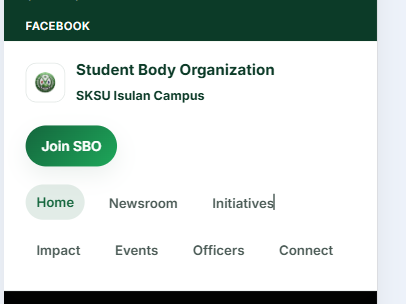 FACEBOOK
Student Body Organization
SKSU Isulan Campus
Join SBO
Home Newsroom Initiatives
Impact Events Officers Connect